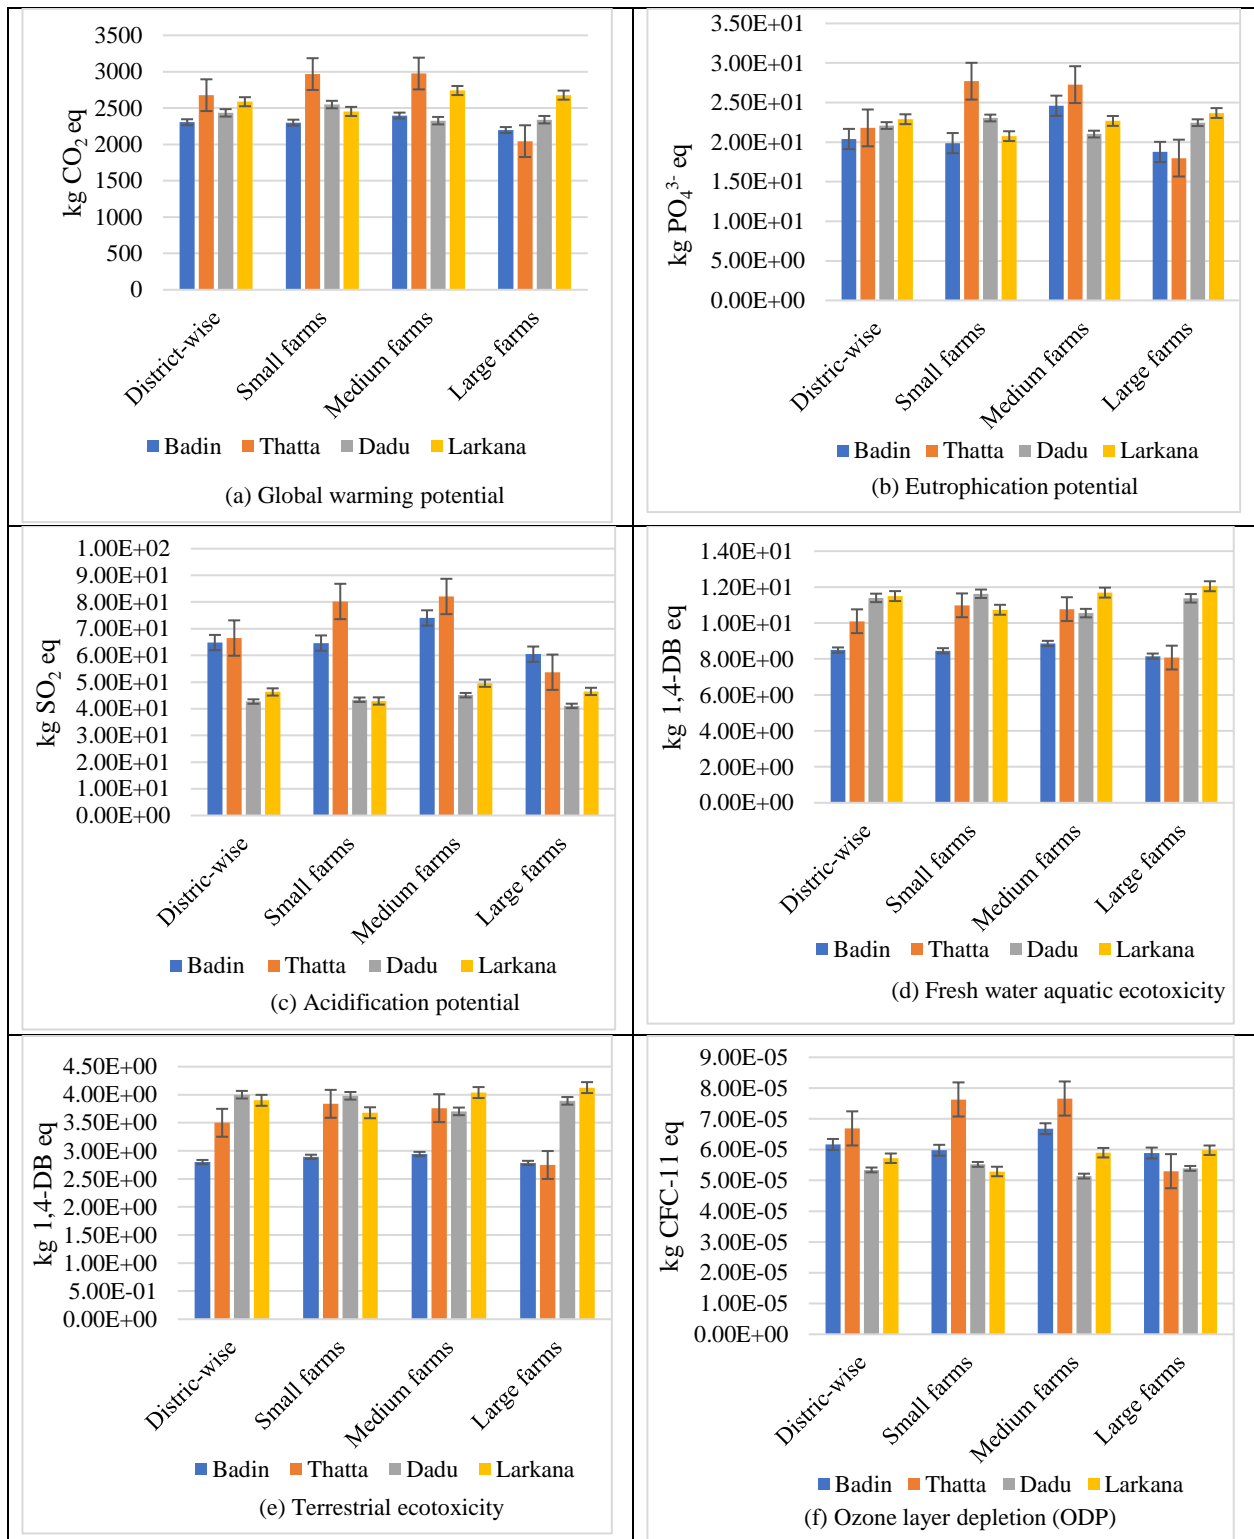 3500
3000
2500
2000
1500
1000
500
0
kg CO2 eq
District-wise
Small farms
Medium farms
Large farms
Badin Thatta Dadu Larkana
(a) Global warming potential
3.50E+01
3.00E+01
2.50E+01
2.00E+01
1.50E+01
1.00E+01
5.00E+00
0.00E+00
kg PO4 3- eq
Distric-wise
Small farms
Medium farms
Large farms
Badin Thatta Dadu Larkana
(b) Eutrophication potential
1.00E+02
9.00E+01
8.00E+01
7.00E+01
6.00E+01
5.00E+01
4.00E+01
3.00E+01
2.00E+01
1.00E+01
0.00E+00
kg SO2 eq
Distric-wise
Small farms
Medium farms
Large farms
Badin Thatta Dadu Larkana
(c) Acidification potential
1.40E+01
1.20E+01
1.00E+01
8.00E+00
6.00E+00
4.00E+00
2.00E+00
0.00E+00
kg 1,4-DB eq
Distric-wise
Small farms
Medium farms
Large farms
Badin Thatta Dadu Larkana
(d) Fresh water aquatic ecotoxicity
4.50E+00
4.00E+00
3.50E+00
3.00E+00
2.50E+00
2.00E+00
1.50E+00
1.00E+00
5.00E-01
0.00E+00
kg 1,4-DB eq
Distric-wise
Small farms
Medium farms
Large farms
Badin Thatta Dadu Larkana
(e) Terrestrial ecotoxicity
9.00E-05
8.00E-05
7.00E-05
6.00E-05
5.00E-05
4.00E-05
3.00E-05
2.00E-05
1.00E-05
0.00E+00
kg CFC-11 eq
Distric-wise
Small farms
Medium farms
Large farms
Badin Thatta Dadu Larkana
(f) Ozone layer depletion (ODP)